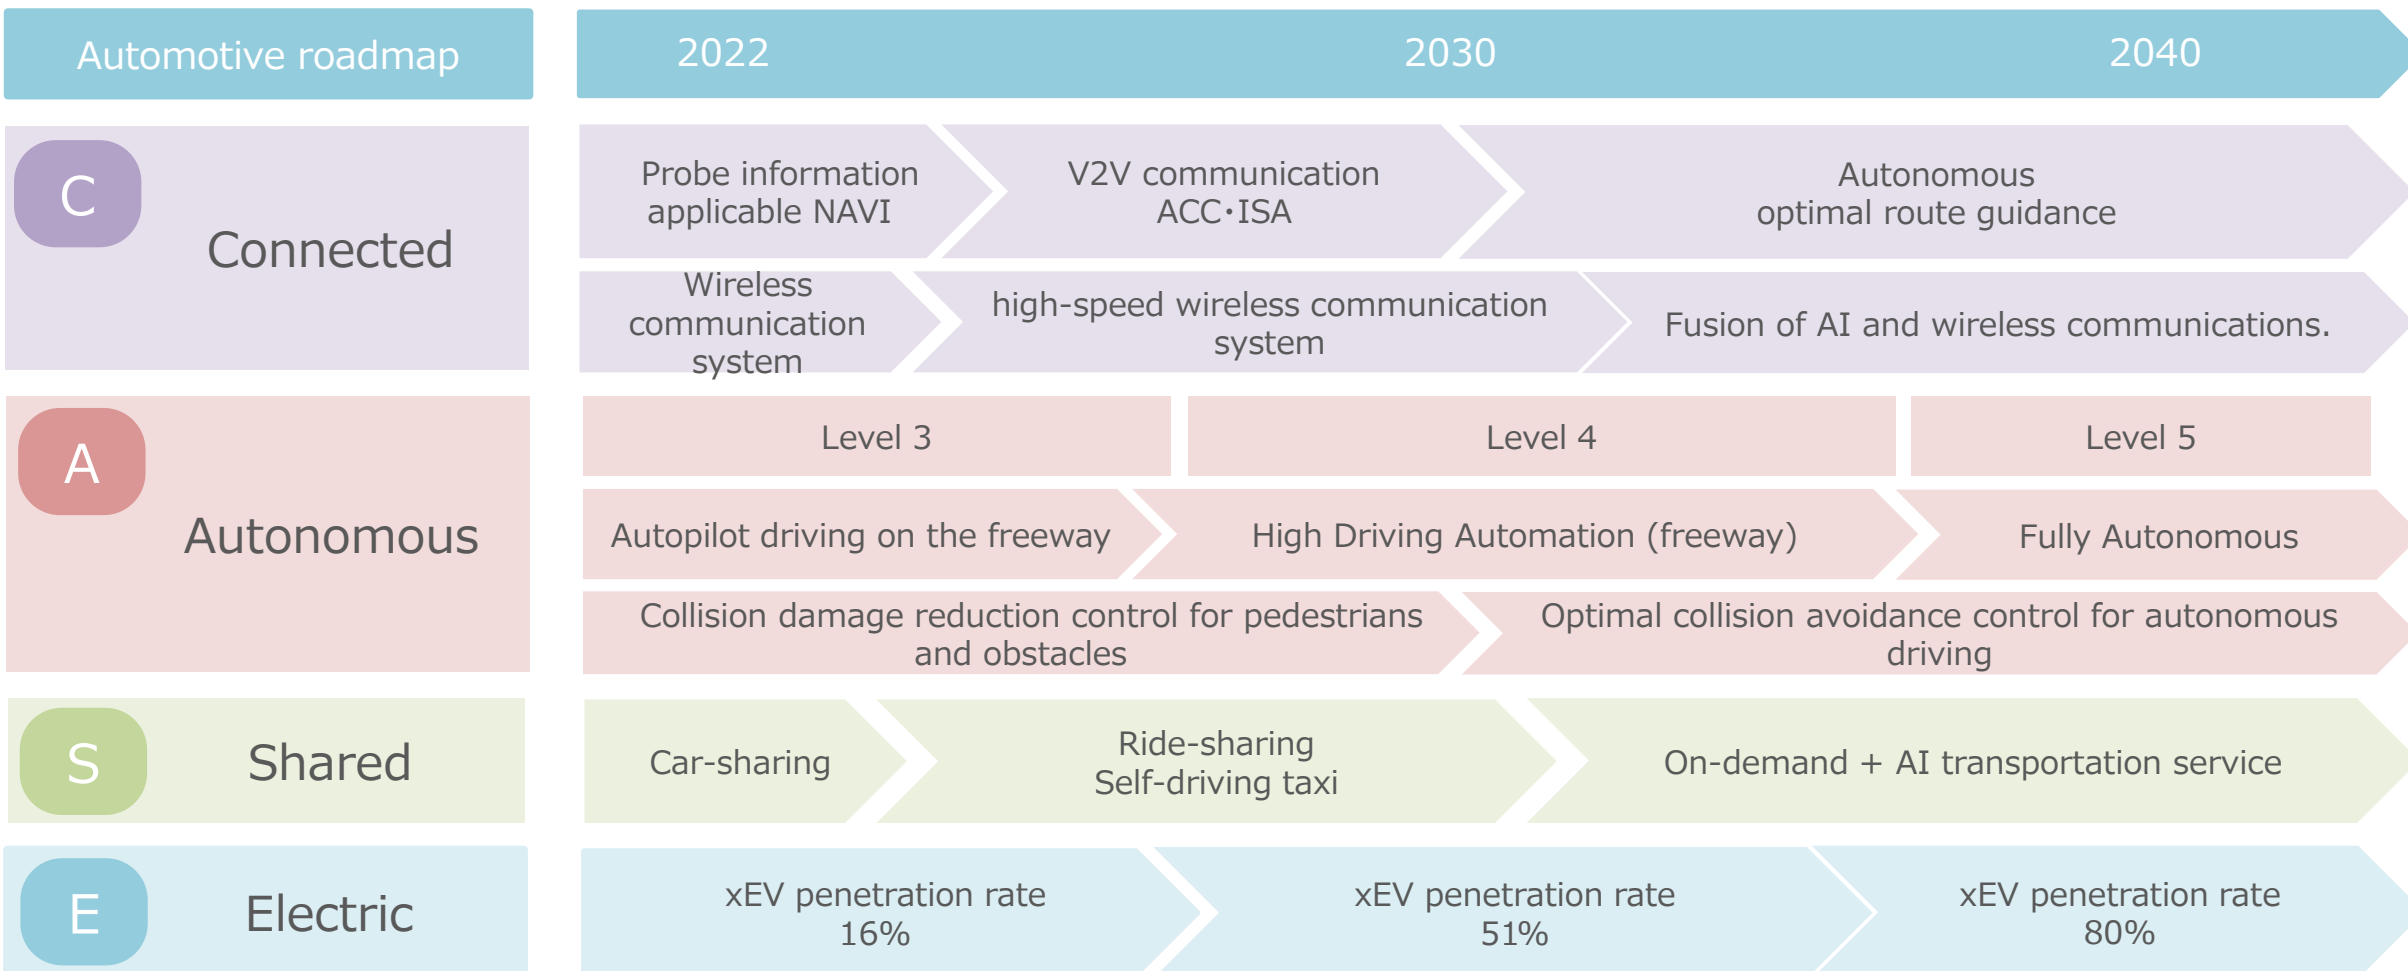 Automotive roadmap
2022
2030
2040
C
Connected
Probe information
applicable NAVI
V2V communication
ACC・ISA
Autonomous
optimal route guidance
Wireless
communication
system
high-speed wireless communication
system
Fusion of AI and wireless communications.
A
Autonomous
Level 3
Level 4
Level 5
Autopilot driving on the freeway
High Driving Automation (freeway)
Fully Autonomous
Collision damage reduction control for pedestrians
and obstacles
Optimal collision avoidance control for autonomous
driving
S
Shared
Car-sharing
Ride-sharing
Self-driving taxi
On-demand + AI transportation service
E
Electric
xEV penetration rate
16%
xEV penetration rate
51%
xEV penetration rate
80%